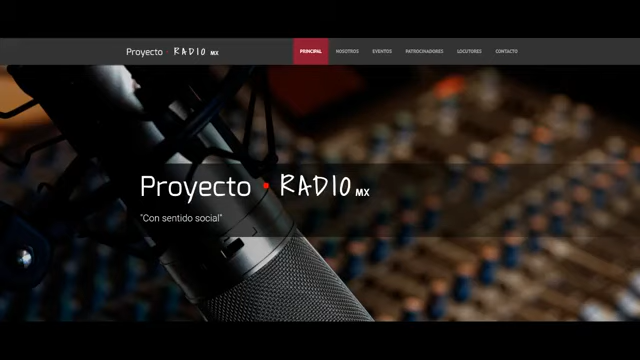 Proyecto RADIO MX
PRINCIPAL NOSOTROS EVENTOS PATROCINADORES LOCUTORES CONTACTO
Proyecto • RADIO MX
"Con sentido social"